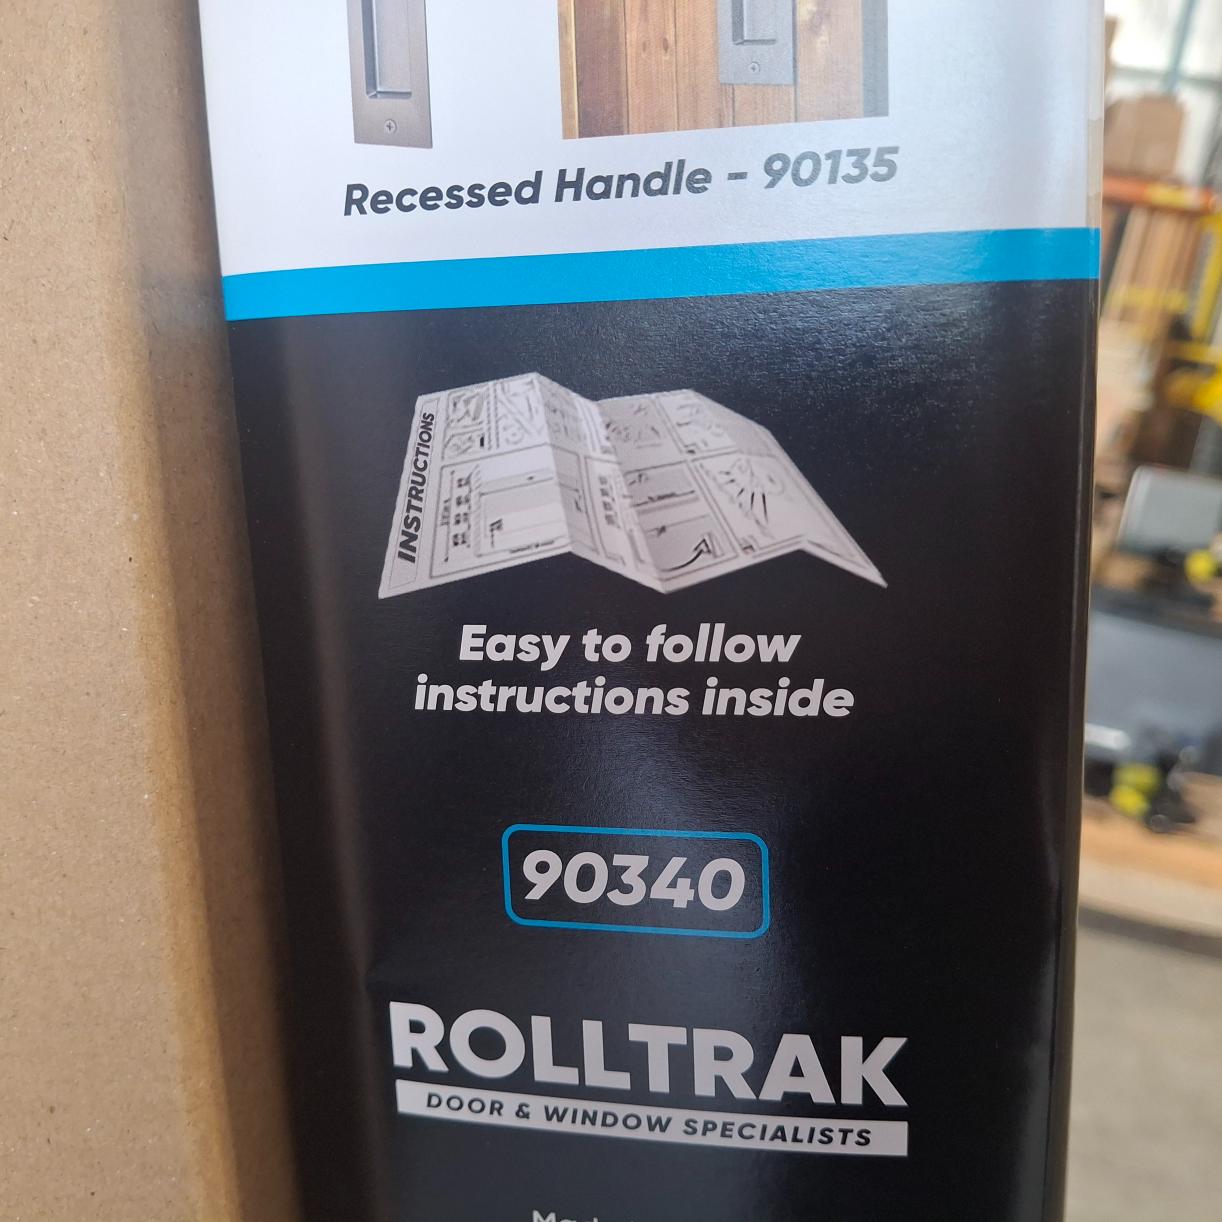 Recessed Handle - 90135
INSTRUCTIONS
Easy to follow
instructions inside
90340
ROLLTRAK
DOOR & WINDOW SPECIALISTS